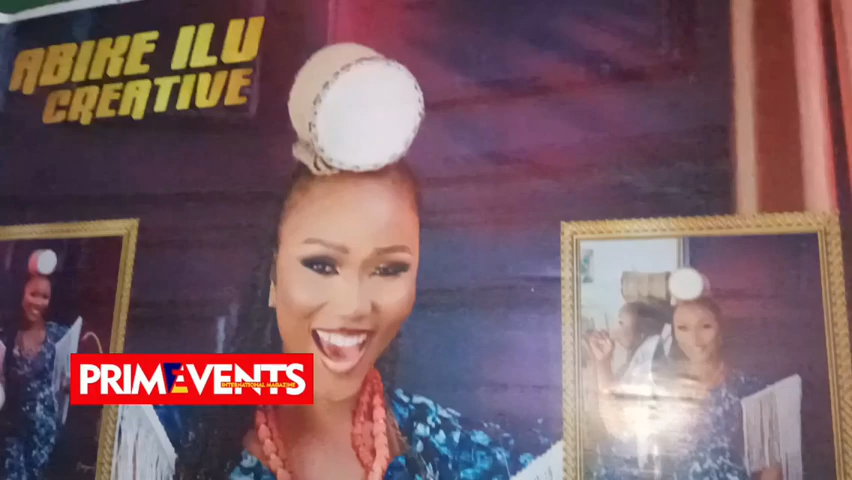 ABIKE ILU
CREATIVE
PRIMEVENTS
INTERNATIONAL MAGAZINE